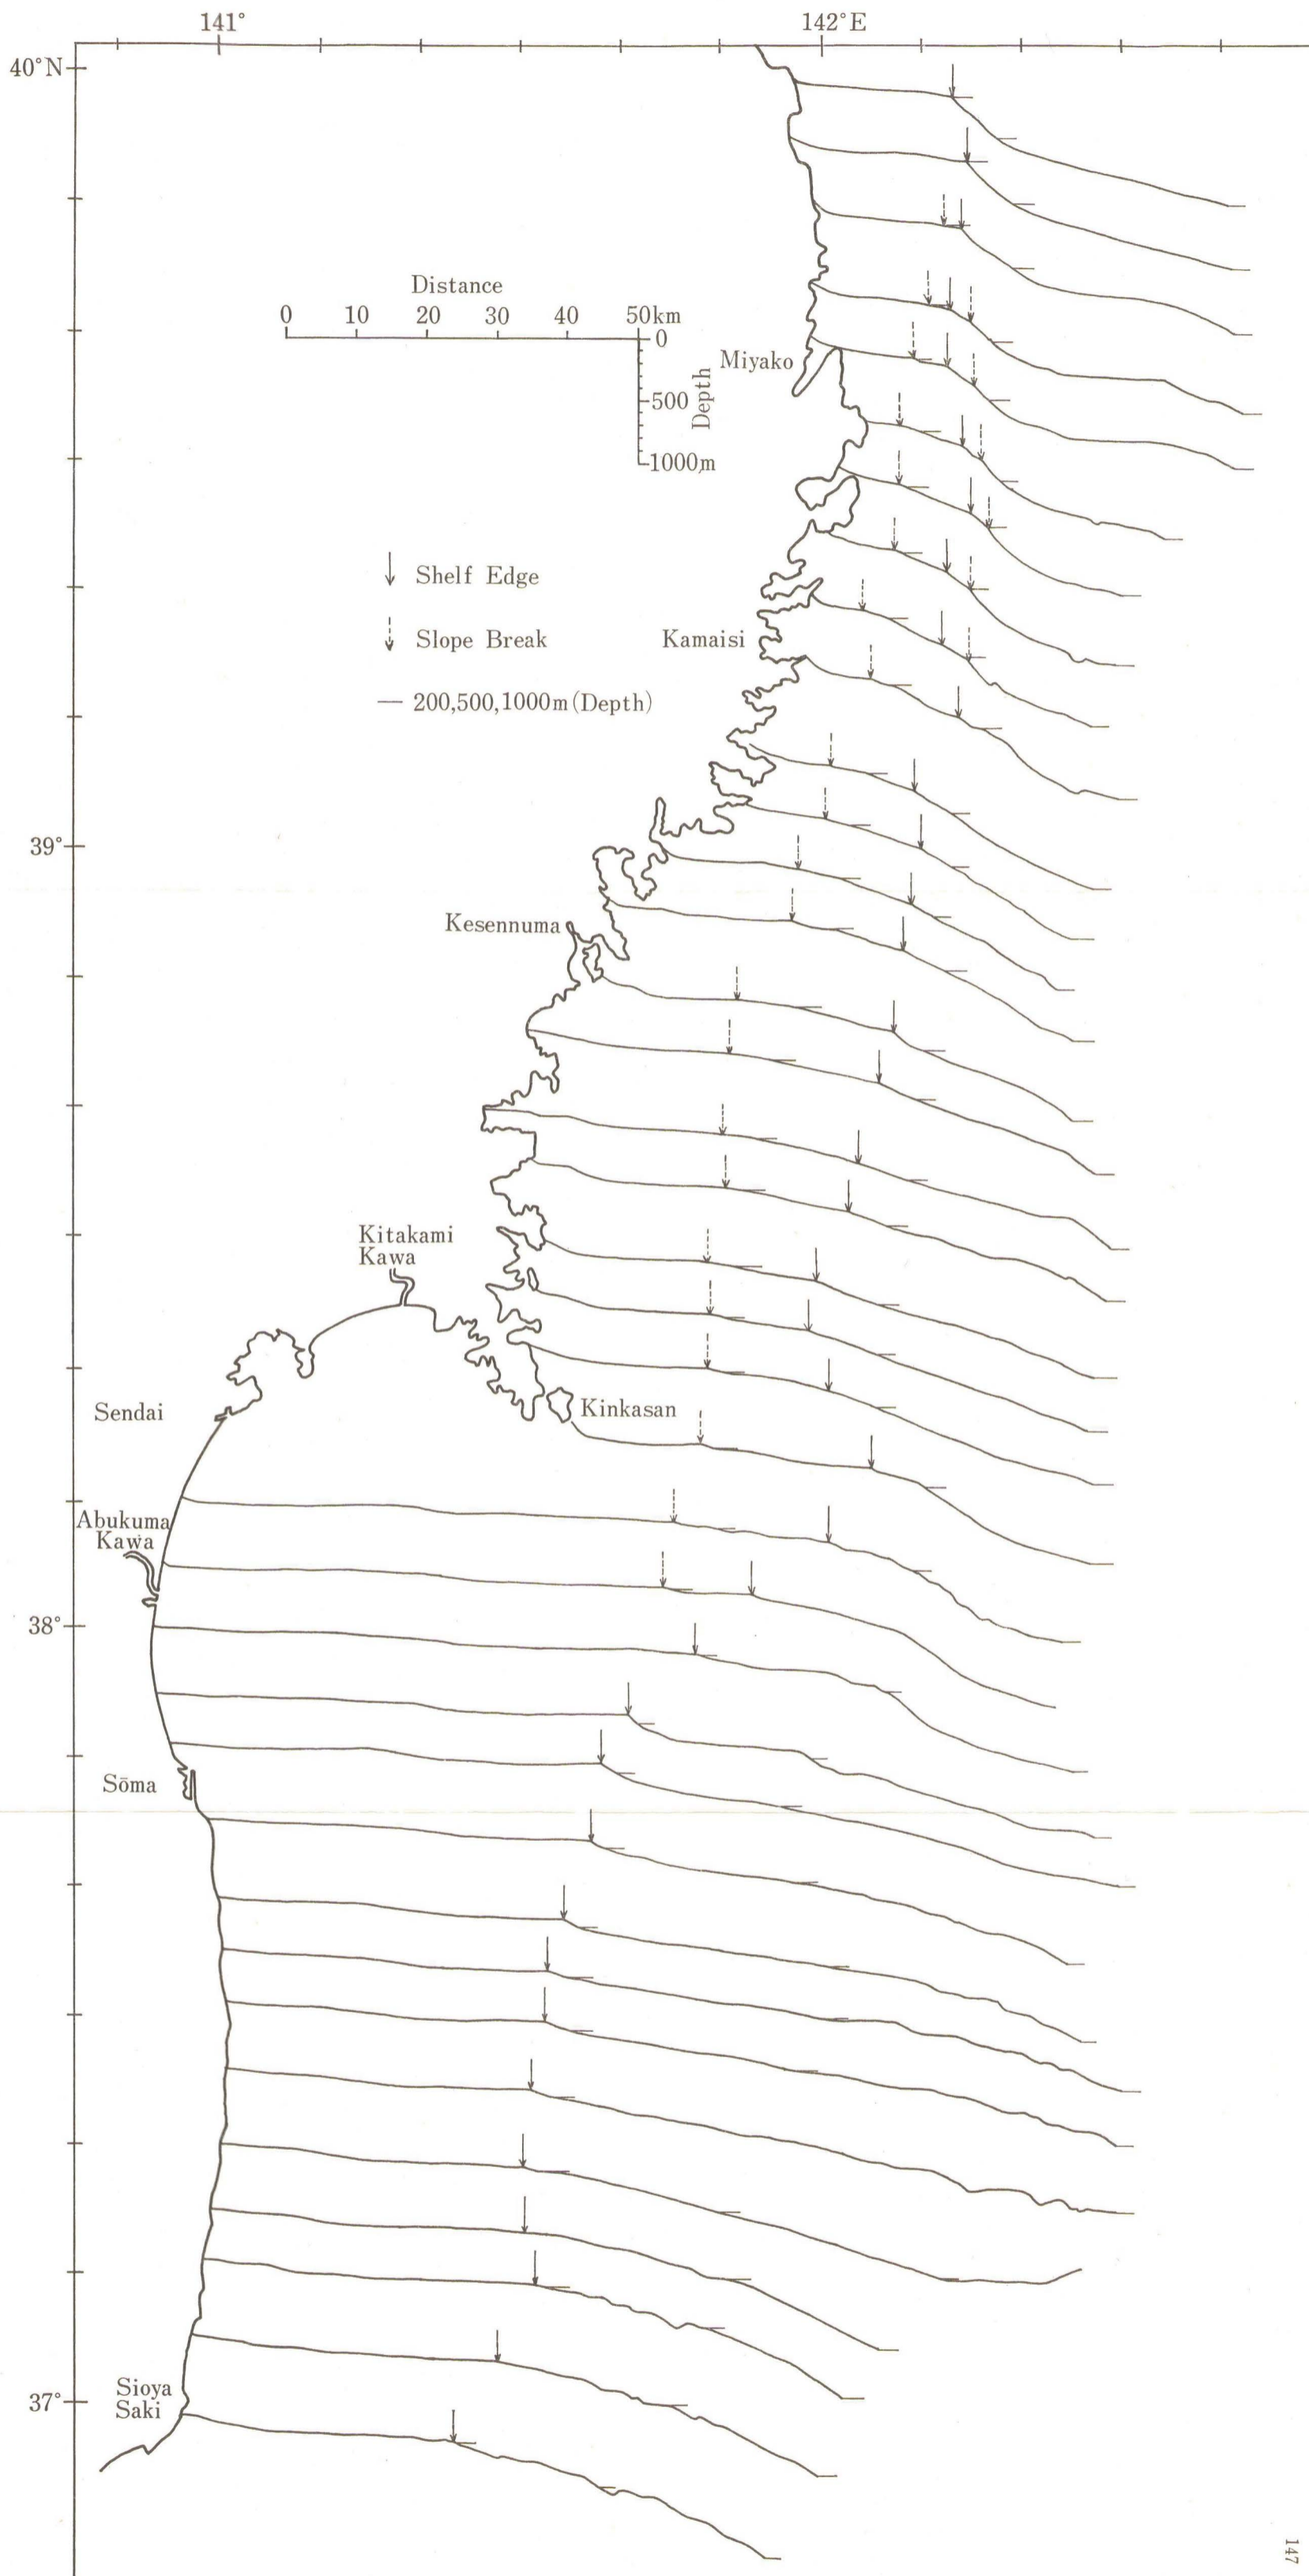 141°
142°E
40°N
Distance
0 10 20 30 40 50km
0
500
1000m
Depth
Miyako
Shelf Edge
Slope Break
Kamaisi
— 200,500,1000m (Depth)
39°
Kesennuma
Kitakami
Kawa
Sendai
Kinkasan
Abukuma
Kawa
38°
Sōma
Sioya
Saki
37°
147